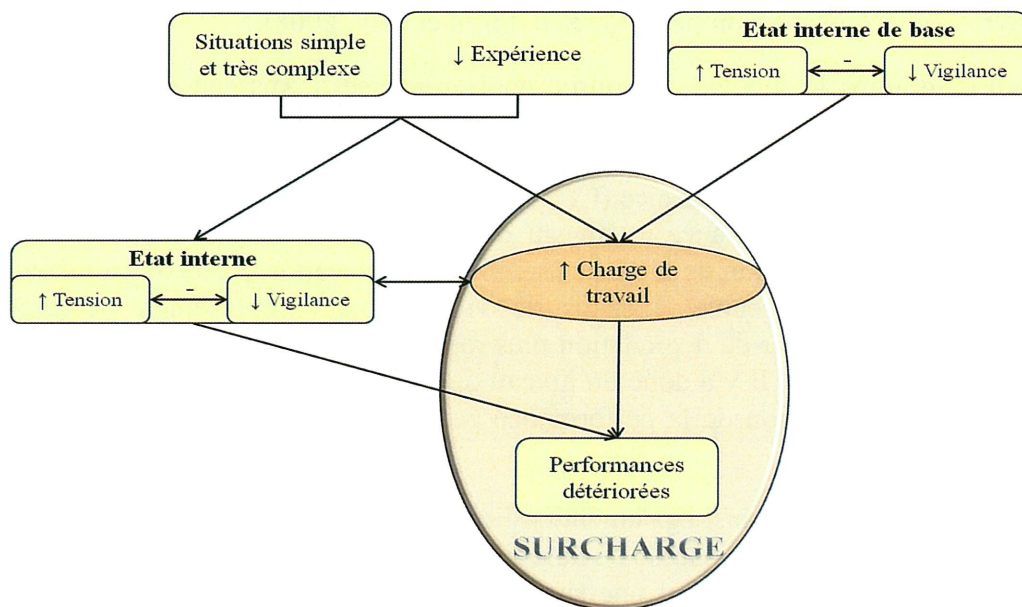 Situations simple
et très complexe
↓ Expérience
Etat interne de base
↑ Tension
-
↓ Vigilance
Etat interne
↑ Tension
-
↓ Vigilance
↑ Charge de
travail
Performances
détériorées
SURCHARGE